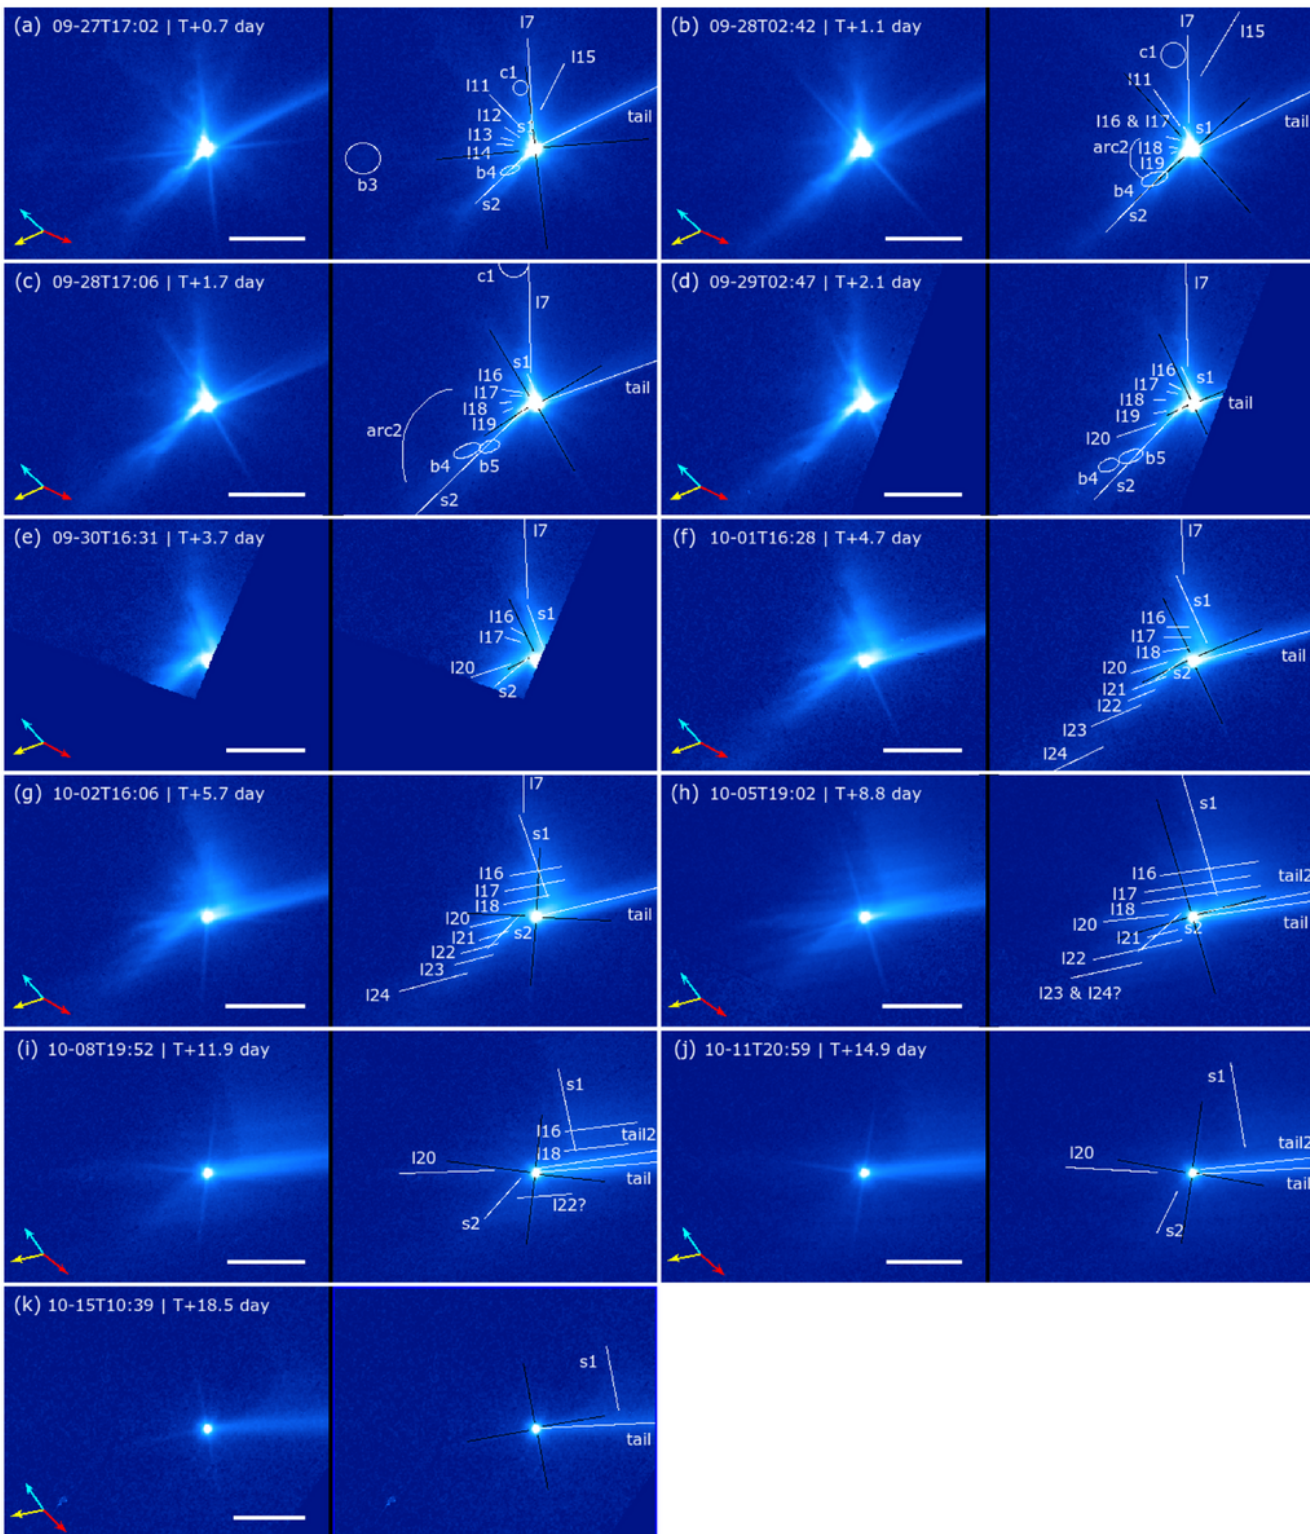 (a) 09-27T17:02 | T+0.7 day
l7
l15
c1
l11
l12
s1
l13
l14
tail
b3
b4
s2
(b) 09-28T02:42 | T+1.1 day
l7
l15
c1
l11
tail
l16 & l17
s1
arc2
l18
l19
b4
s2
(c) 09-28T17:06 | T+1.7 day
c1
l7
s1
l16
l17
tail
l18
l19
arc2
b4
b5
s2
(d) 09-29T02:47 | T+2.1 day
l7
l16
s1
l17
l18
tail
l19
l20
b5
b4
s2
(e) 09-30T16:31 | T+3.7 day
l7
l16
s1
l17
l20
s2
(f) 10-01T16:28 | T+4.7 day
l7
s1
l16
l17
l18
tail
l20
s2
l21
l22
l23
l24
(g) 10-02T16:06 | T+5.7 day
l7
s1
l16
l17
l18
tail
l20
s2
l21
l22
l23
l24
(h) 10-05T19:02 | T+8.8 day
s1
l16
tail2
l17
l18
l20
tail
s2
l21
l22
l23 & l24?
(i) 10-08T19:52 | T+11.9 day
s1
l16
tail2
l18
l20
tail
l22?
s2
(j) 10-11T20:59 | T+14.9 day
s1
tail2
l20
tail
s2
(k) 10-15T10:39 | T+18.5 day
s1
tail